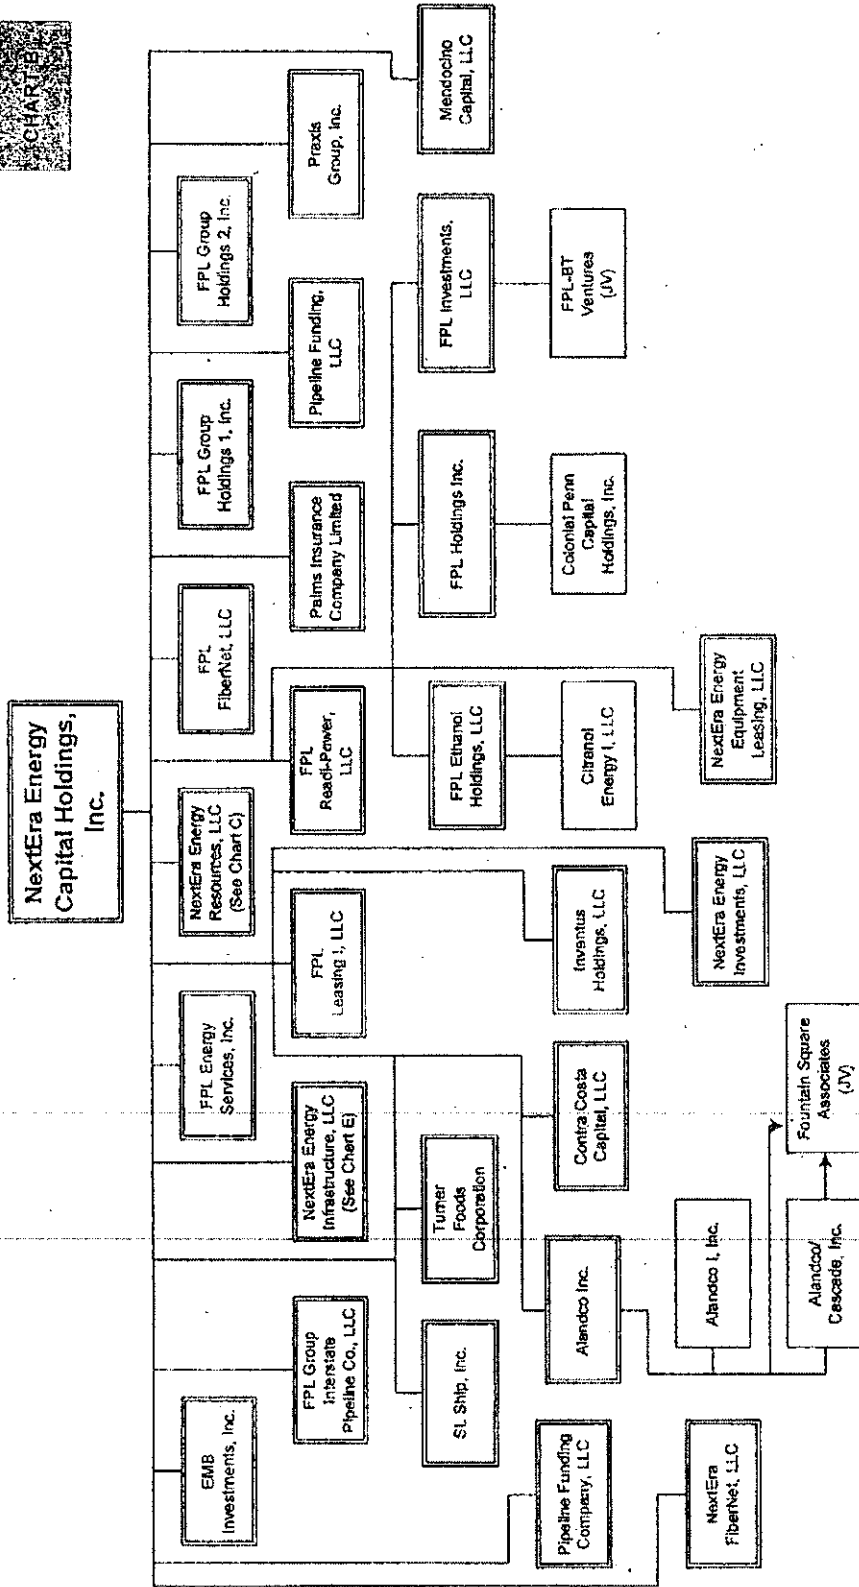 CHART B
NextEra Energy
Capital Holdings,
Inc.
EMB
Investments, Inc.
FPL Energy
Services, Inc.
NextEra Energy
Resources, LLC
(See Chart C)
FPL
FiberNet, LLC
FPL Group
Holdings 1, Inc.
FPL Group
Holdings 2, Inc.
FPL Group
Interstate
Pipeline Co., LLC
NextEra Energy
Infrastructure, LLC
(See Chart E)
FPL
Leasing I, LLC
FPL
Readi-Power,
LLC
Palms Insurance
Company Limited
Pipeline Funding,
LLC
Praxis
Group, Inc.
SL Ship, Inc.
Turner
Foods
Corporation
FPL Ethanol
Holdings, LLC
FPL Holdings Inc.
FPL Investments,
LLC
Mendocino
Capital, LLC
Pipeline Funding
Company, LLC
Alandco Inc.
Contra Costa
Capital, LLC
Inventus
Holdings, LLC
Citranol
Energy I, LLC
Colonial Penn
Capital
Holdings, Inc.
FPL-BT
Ventures
(JV)
NextEra
FiberNet, LLC
Alandco I, Inc.
NextEra Energy
Investments, LLC
NextEra Energy
Equipment
Leasing, LLC
Alandco/
Cascade, Inc.
Fountain Square
Associates
(JV)